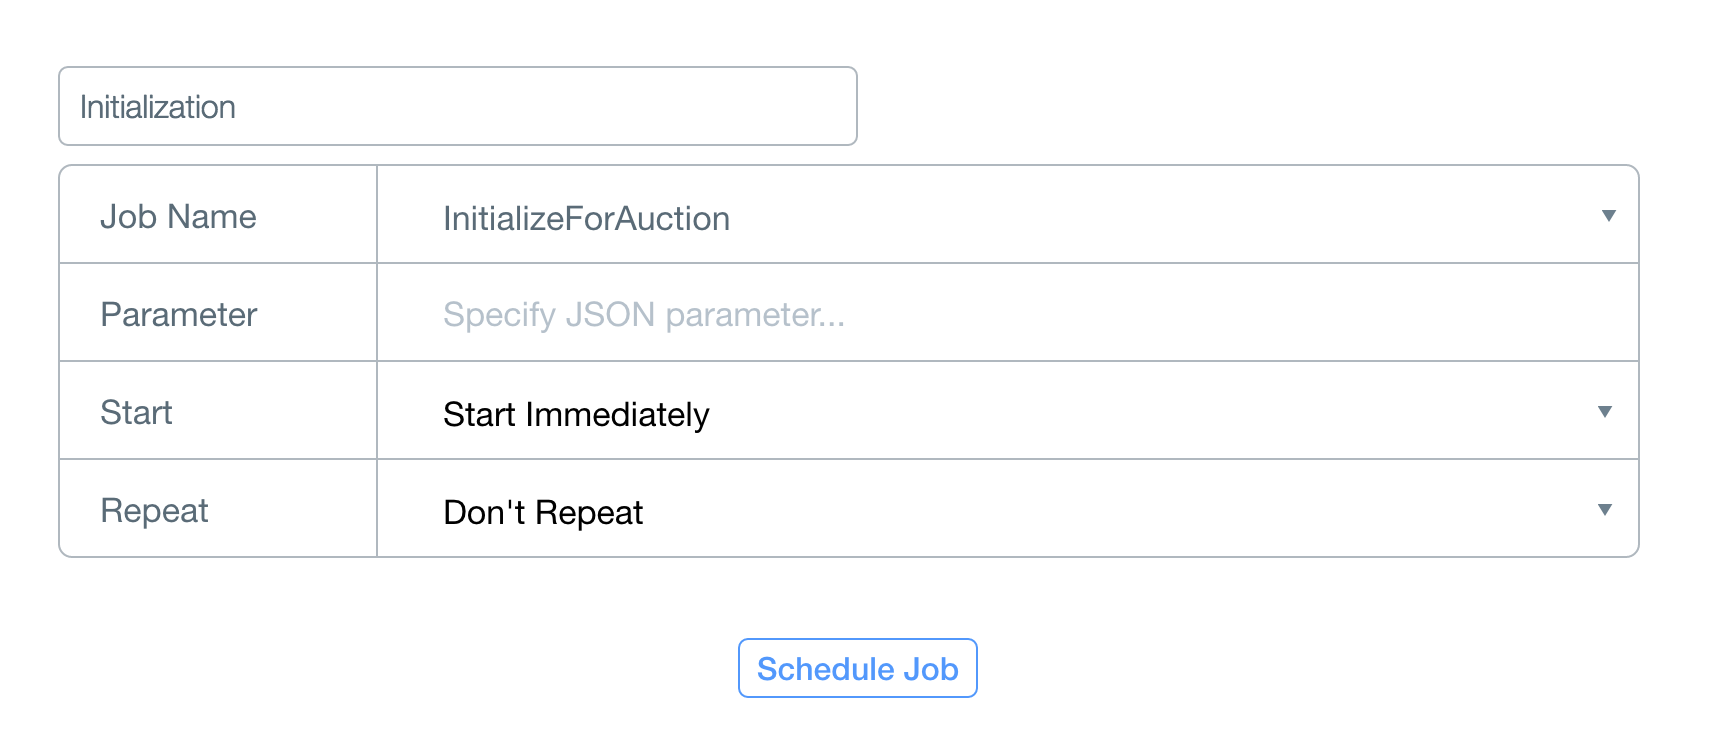 Initialization
Job Name
InitializeForAuction
Parameter
Specify JSON parameter...
Start
Start Immediately
Repeat
Don't Repeat
Schedule Job